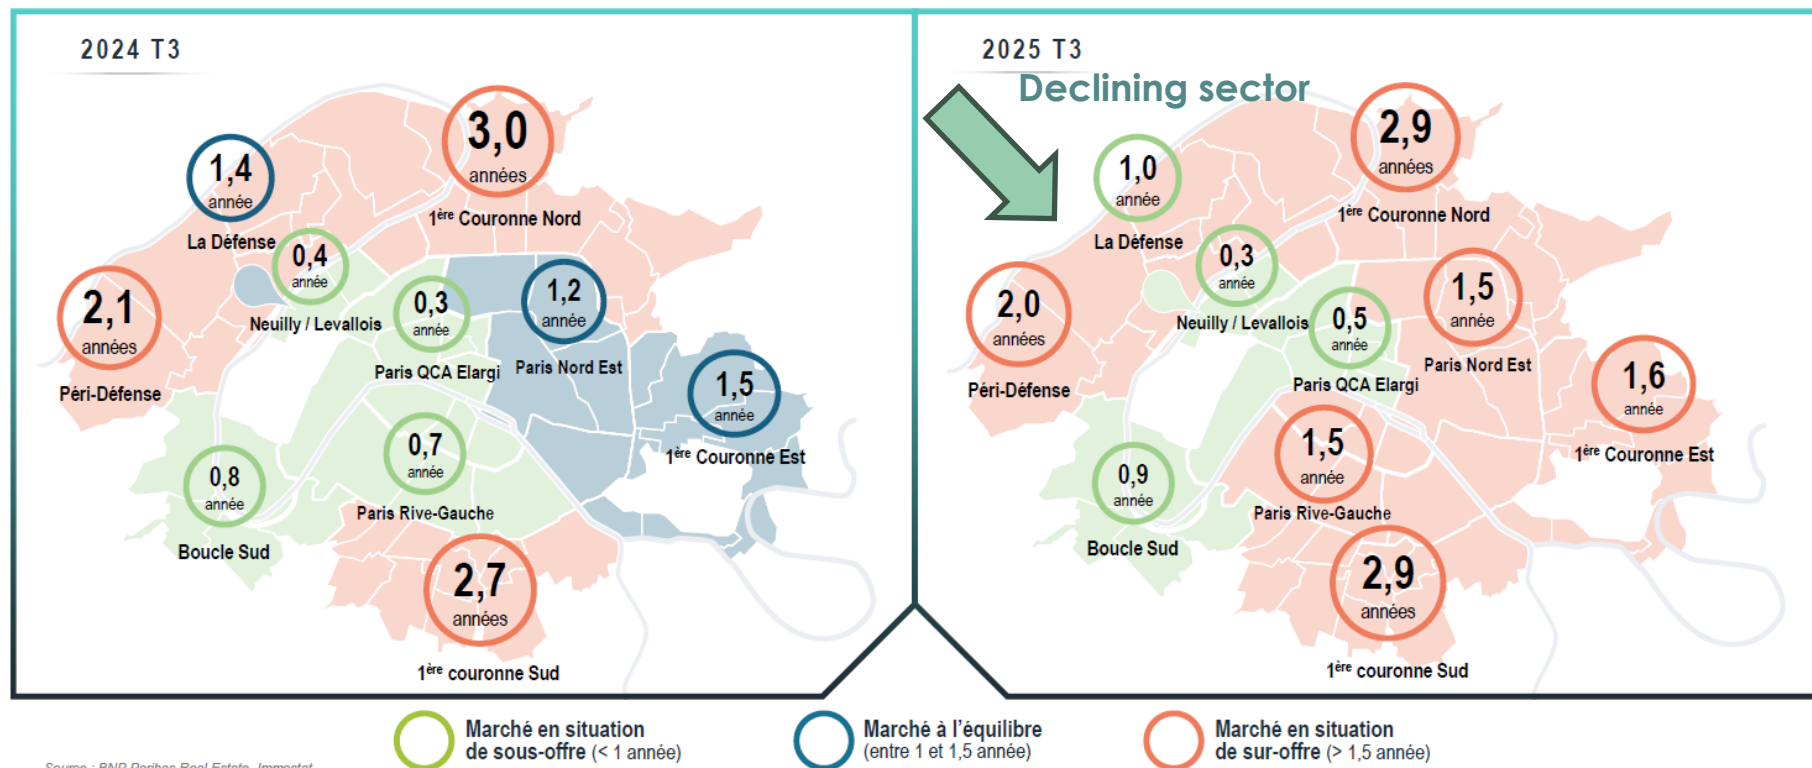 2024 T3
3,0
années
1ère Couronne Nord
1,4
année
La Défense
0,4
année
Neuilly / Levallois
2,1
années
Péri-Défense
0,3
année
Paris QCA Elargi
1,2
année
Paris Nord Est
1,5
année
1ère Couronne Est
0,7
année
Paris Rive-Gauche
0,8
année
Boucle Sud
2,7
années
1ère couronne Sud
2025 T3
Declining sector
2,9
années
1ère Couronne Nord
1,0
année
La Défense
0,3
année
Neuilly / Levallois
2,0
années
Péri-Défense
0,5
année
Paris QCA Elargi
1,5
année
Paris Nord Est
1,6
année
1ère Couronne Est
1,5
année
Paris Rive-Gauche
0,9
année
Boucle Sud
2,9
années
1ère couronne Sud
Marché en situation
de sous-offre (< 1 année)
Marché à l'équilibre
(entre 1 et 1,5 année)
Marché en situation
de sur-offre (> 1,5 année)
Source : BNP Paribas Real Estate, Immostat